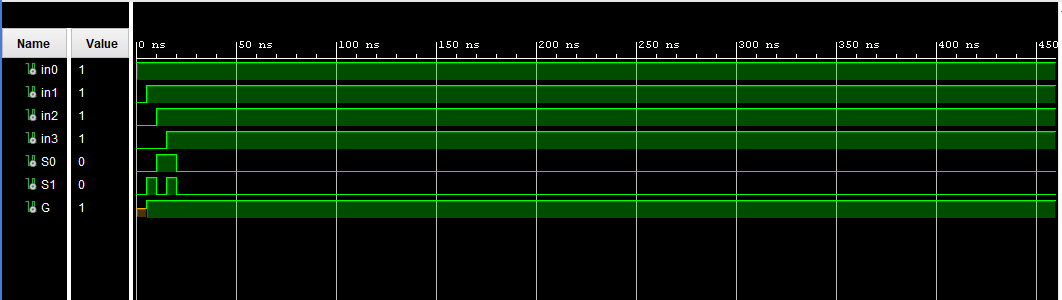 Name Value
0 ns 50 ns 100 ns 150 ns 200 ns 250 ns 300 ns 350 ns 400 ns 450
in0 1
in1 1
in2 1
in3 1
S0 0
S1 0
G 1